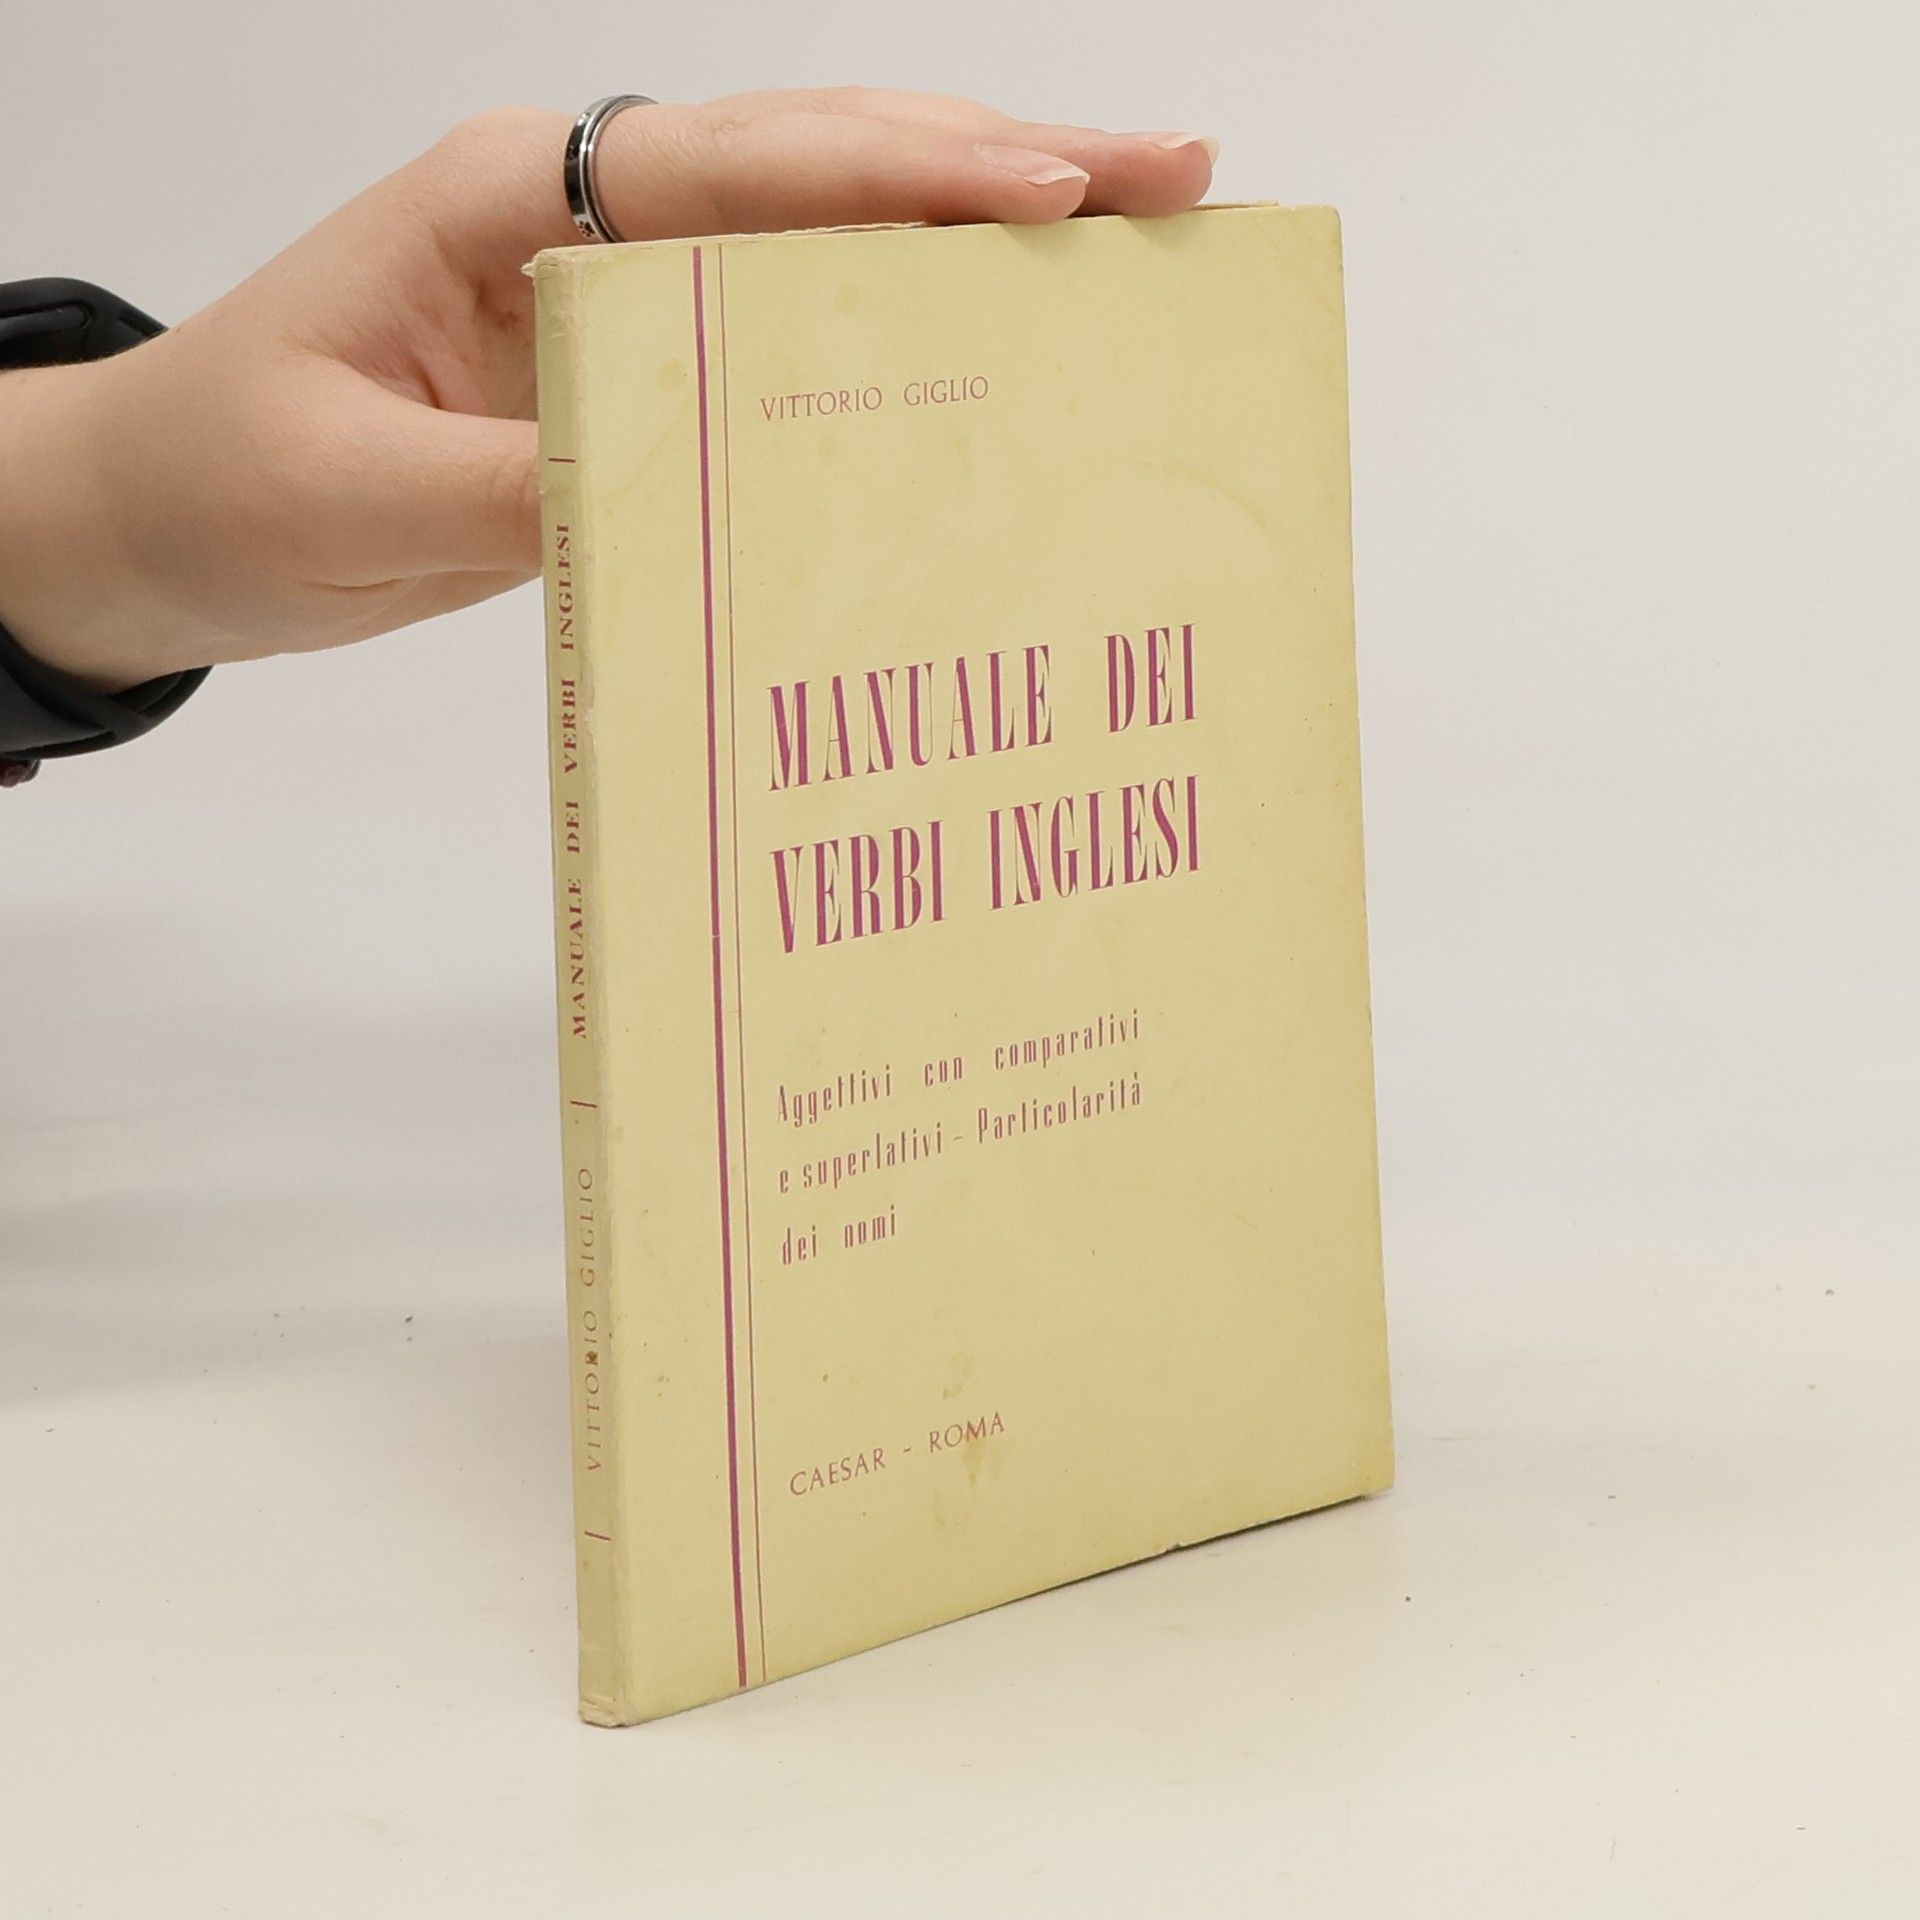 VITTORIO GIGLIO
MANUALE DEI
VERBI INGLESI
Aggettivi con comparativi
e superlativi - Particolarità
dei nomi
CAESAR - ROMA
VITTORIO GIGLIO | MANUALE DEI VERBI INGLESI